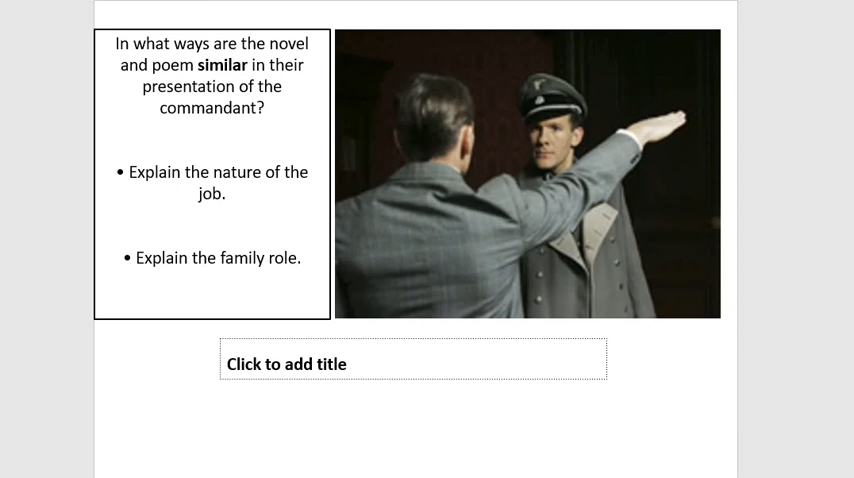 In what ways are the novel
and poem similar in their
presentation of the
commandant?
• Explain the nature of the
job.
• Explain the family role.
Click to add title